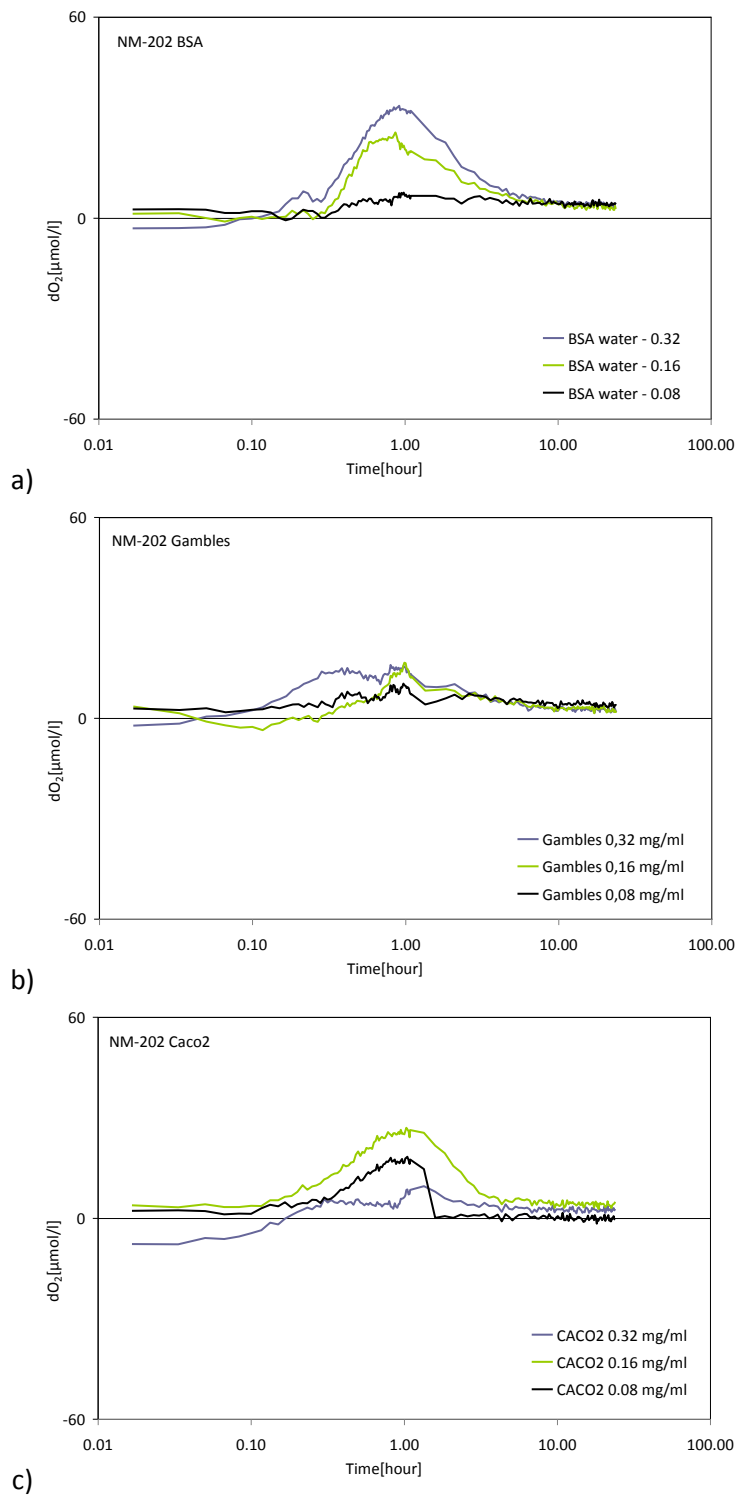 60
NM-202 BSA
0
dO₂[µmol/l]
BSA water - 0.32
BSA water - 0.16
BSA water - 0.08
-60
0.01 0.10 1.00 10.00 100.00
Time[hour]
a)
60
NM-202 Gambles
0
dO₂[µmol/l]
Gambles 0,32 mg/ml
Gambles 0,16 mg/ml
Gambles 0,08 mg/ml
-60
0.01 0.10 1.00 10.00 100.00
Time[hour]
b)
60
NM-202 Caco2
0
dO₂[µmol/l]
CACO2 0.32 mg/ml
CACO2 0.16 mg/ml
CACO2 0.08 mg/ml
-60
0.01 0.10 1.00 10.00 100.00
Time[hour]
c)